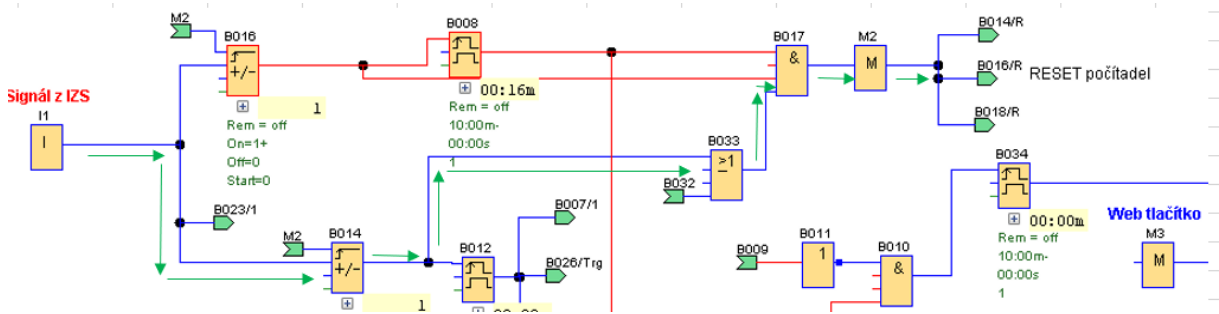 M2
B016
+/-
1
Rem = off
On=1+
Off=0
Start=0
Signál z IZS
I1
I
B023/1
B008
00:16m
Rem = off
10:00m-
00:00s
1
B017
&
M2
M
B014/R
B016/R
RESET počítadel
B018/R
B033
>1
B032
M2
B014
+/-
1
B012
B007/1
B026/Trg
B009
B011
1
B010
&
B034
00:00m
Rem = off
10:00m-
00:00s
1
Web tlačítko
M3
M